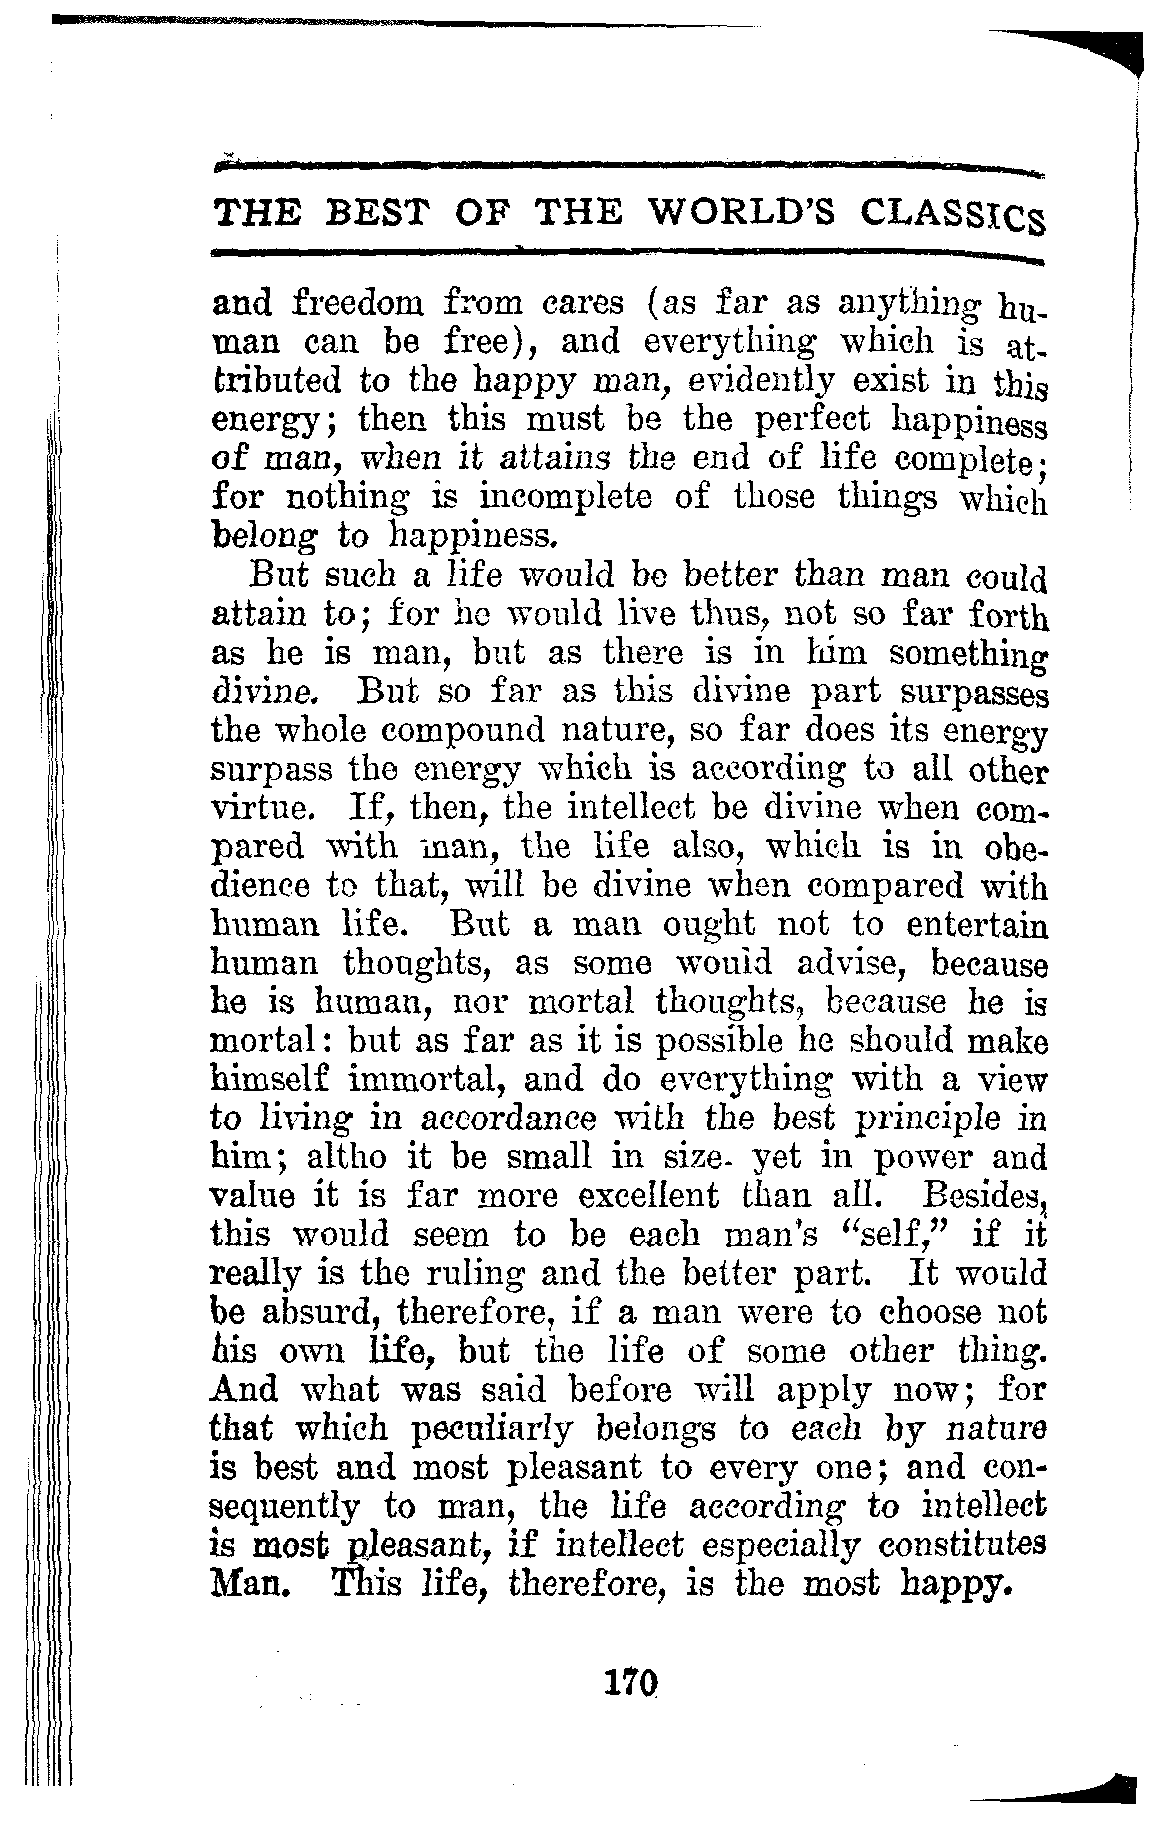 THE BEST OF THE WORLD'S CLASSICS
and freedom from cares (as far as anything hu-
man can be free), and everything which is at-
tributed to the happy man, evidently exist in this
energy; then this must be the perfect happiness
of man, when it attains the end of life complete;
for nothing is incomplete of those things which
belong to happiness.
But such a life would be better than man could
attain to; for he would live thus, not so far forth
as he is man, but as there is in him something
divine. But so far as this divine part surpasses
the whole compound nature, so far does its energy
surpass the energy which is according to all other
virtue. If, then, the intellect be divine when com-
pared with man, the life also, which is in obe-
dience to that, will be divine when compared with
human life. But a man ought not to entertain
human thoughts, as some would advise, because
he is human, nor mortal thoughts, because he is
mortal: but as far as it is possible he should make
himself immortal, and do everything with a view
to living in accordance with the best principle in
him; altho it be small in size. yet in power and
value it is far more excellent than all. Besides,
this would seem to be each man's "self," if it
really is the ruling and the better part. It would
be absurd, therefore, if a man were to choose not
his own life, but the life of some other thing.
And what was said before will apply now; for
that which peculiarly belongs to each by nature
is best and most pleasant to every one; and con-
sequently to man, the life according to intellect
is most pleasant, if intellect especially constitutes
Man. This life, therefore, is the most happy.
170